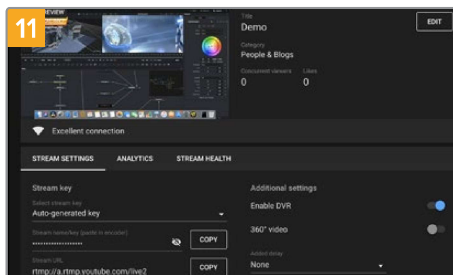 11
PREVIEW
Title
Demo
EDIT
Category
People & Blogs
Concurrent viewers Likes
0 0
Excellent connection
STREAM SETTINGS ANALYTICS STREAM HEALTH
Stream key
Additional settings
Select stream key
Auto-generated key
Enable DVR
Stream name/key (paste in encoder)
COPY
360° video
Stream URL
rtmp://a.rtmp.youtube.com/live2
COPY
Added delay
None